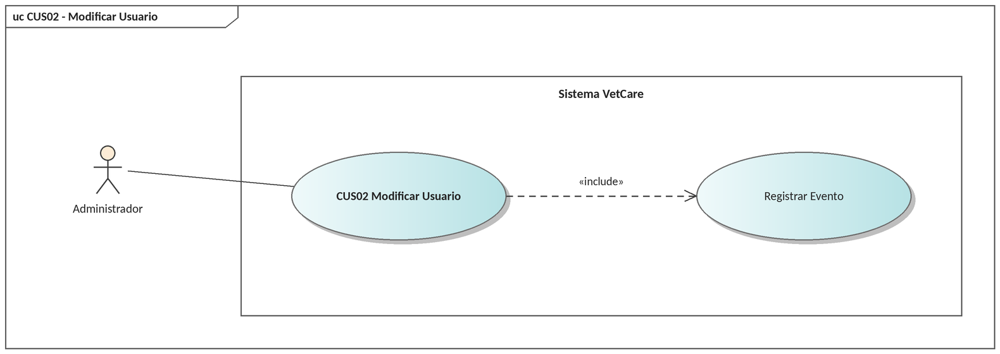 uc CUS02 - Modificar Usuario
Sistema VetCare
Administrador
CUS02 Modificar Usuario
«include»
Registrar Evento